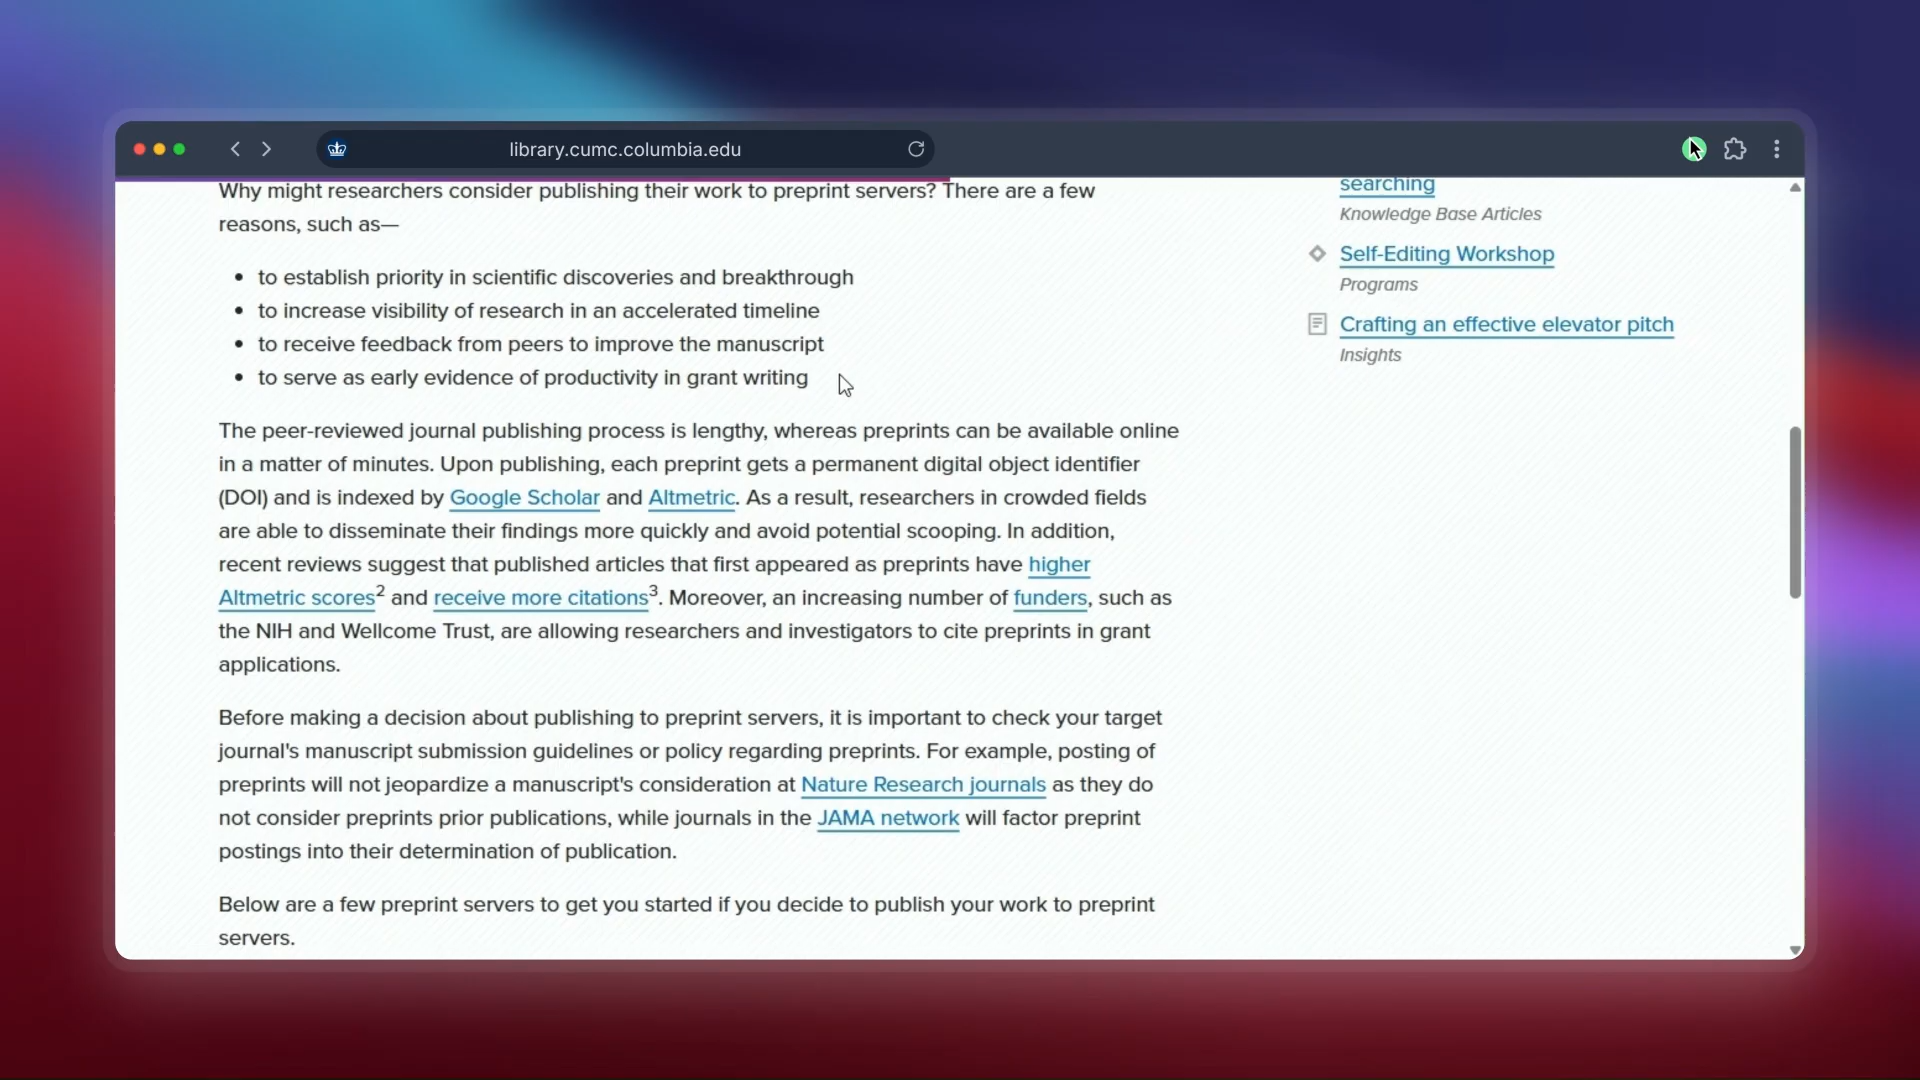 library.cumc.columbia.edu
Why might researchers consider publishing their work to preprint servers? There are a few
reasons, such as—
• to establish priority in scientific discoveries and breakthrough
• to increase visibility of research in an accelerated timeline
• to receive feedback from peers to improve the manuscript
• to serve as early evidence of productivity in grant writing
The peer-reviewed journal publishing process is lengthy, whereas preprints can be available online
in a matter of minutes. Upon publishing, each preprint gets a permanent digital object identifier
(DOI) and is indexed by Google Scholar and Altmetric. As a result, researchers in crowded fields
are able to disseminate their findings more quickly and avoid potential scooping. In addition,
recent reviews suggest that published articles that first appeared as preprints have higher
Altmetric scores² and receive more citations³. Moreover, an increasing number of funders, such as
the NIH and Wellcome Trust, are allowing researchers and investigators to cite preprints in grant
applications.
Before making a decision about publishing to preprint servers, it is important to check your target
journal's manuscript submission guidelines or policy regarding preprints. For example, posting of
preprints will not jeopardize a manuscript's consideration at Nature Research journals as they do
not consider preprints prior publications, while journals in the JAMA network will factor preprint
postings into their determination of publication.
Below are a few preprint servers to get you started if you decide to publish your work to preprint
servers.
searching
Knowledge Base Articles
Self-Editing Workshop
Programs
Crafting an effective elevator pitch
Insights